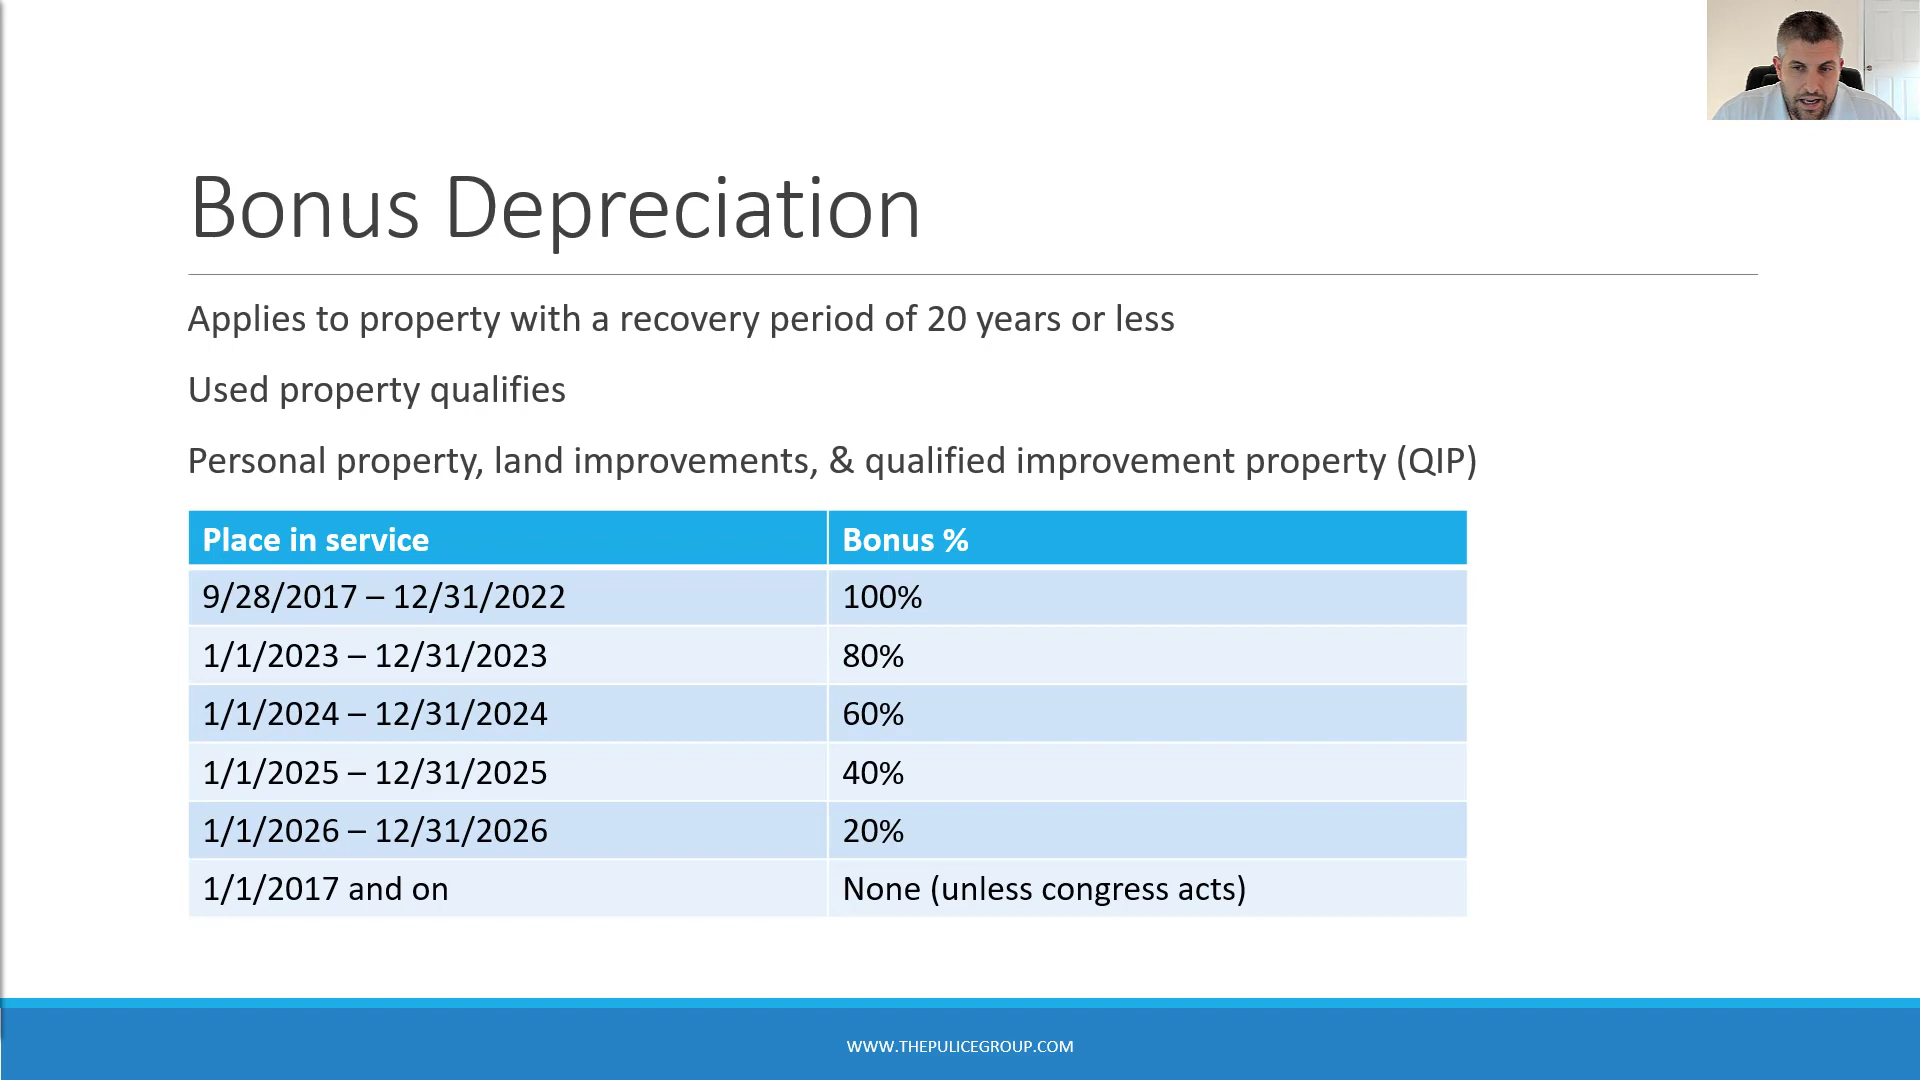 Bonus Depreciation
Applies to property with a recovery period of 20 years or less
Used property qualifies
Personal property, land improvements, & qualified improvement property (QIP)
Place in service Bonus %
9/28/2017 – 12/31/2022 100%
1/1/2023 – 12/31/2023 80%
1/1/2024 – 12/31/2024 60%
1/1/2025 – 12/31/2025 40%
1/1/2026 – 12/31/2026 20%
1/1/2017 and on None (unless congress acts)
WWW.THEPULICEGROUP.COM